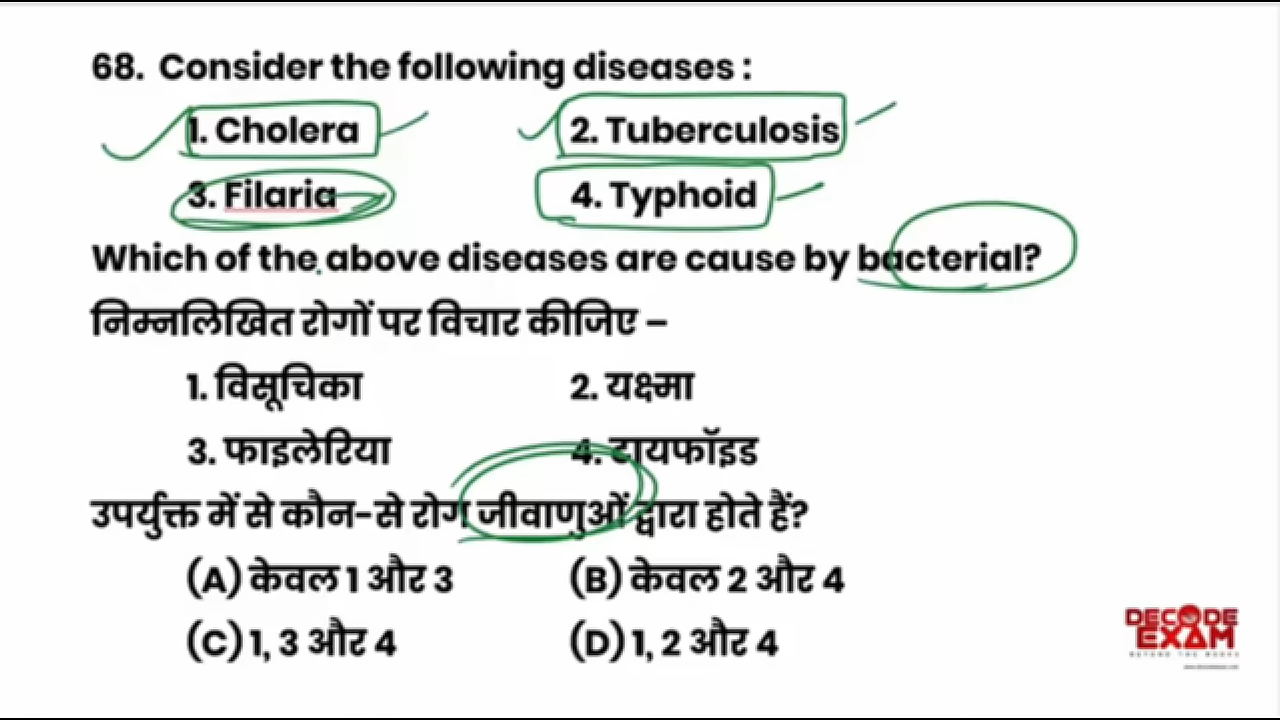 68. Consider the following diseases :
1. Cholera 2. Tuberculosis
3. Filaria 4. Typhoid
Which of the above diseases are cause by bacterial?
निम्नलिखित रोगों पर विचार कीजिए –
1. विसूचिका 2. यक्ष्मा
3. फाइलेरिया 4. टायफॉइड
उपर्युक्त में से कौन-से रोग जीवाणुओं द्वारा होते हैं?
(A) केवल 1 और 3 (B) केवल 2 और 4
(C) 1, 3 और 4 (D) 1, 2 और 4
DECODE
EXAM